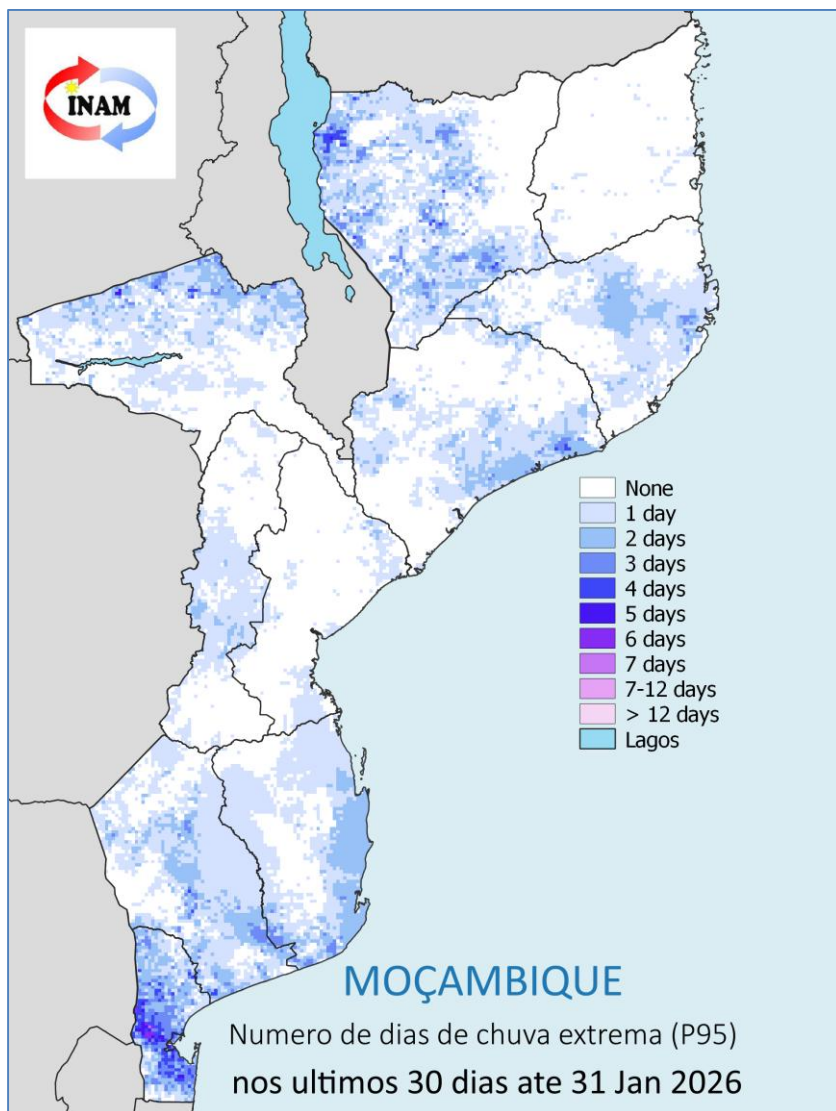 INAM
None
1 day
2 days
3 days
4 days
5 days
6 days
7 days
7-12 days
> 12 days
Lagos
MOÇAMBIQUE
Numero de dias de chuva extrema (P95)
nos ultimos 30 dias ate 31 Jan 2026